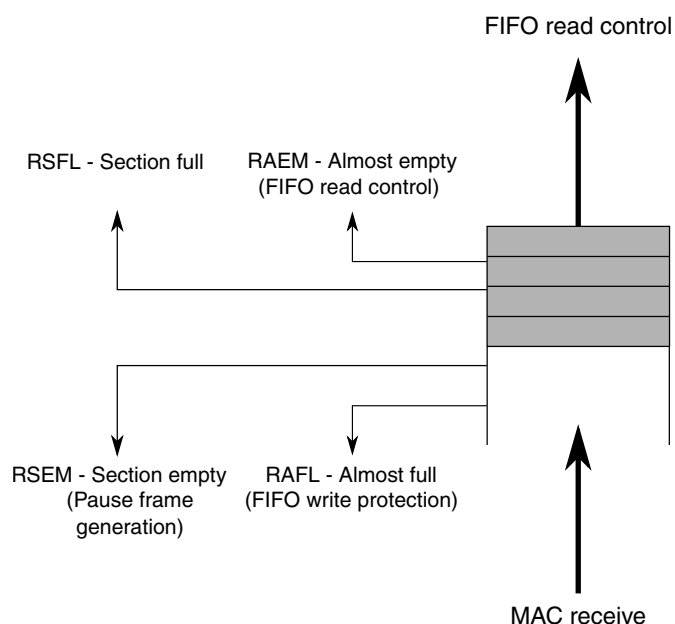 FIFO read control
RSFL - Section full
RAEM - Almost empty
(FIFO read control)
RSEM - Section empty
(Pause frame
generation)
RAFL - Almost full
(FIFO write protection)
MAC receive